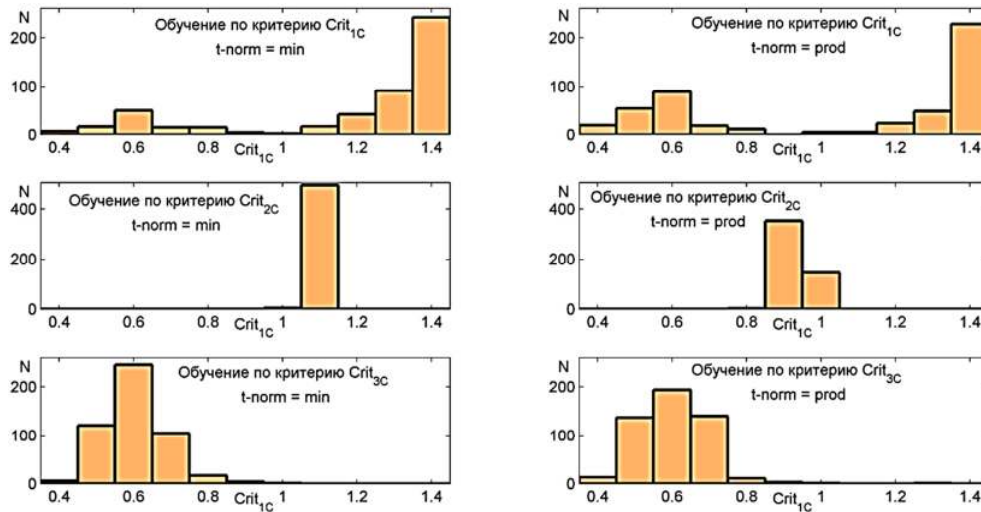 N
Обучение по критерию Crit1C
t-norm = min
200
100
0
0.4 0.6 0.8 1 1.2 1.4
Crit1C
N
Обучение по критерию Crit1C
t-norm = prod
200
100
0
0.4 0.6 0.8 1 1.2 1.4
Crit1C
N
Обучение по критерию Crit2C
t-norm = min
400
200
0
0.4 0.6 0.8 1 1.2 1.4
Crit1C
N
Обучение по критерию Crit2C
t-norm = prod
400
200
0
0.4 0.6 0.8 1 1.2 1.4
Crit1C
N
Обучение по критерию Crit3C
t-norm = min
200
100
0
0.4 0.6 0.8 1 1.2 1.4
Crit1C
N
Обучение по критерию Crit3C
t-norm = prod
200
100
0
0.4 0.6 0.8 1 1.2 1.4
Crit1C